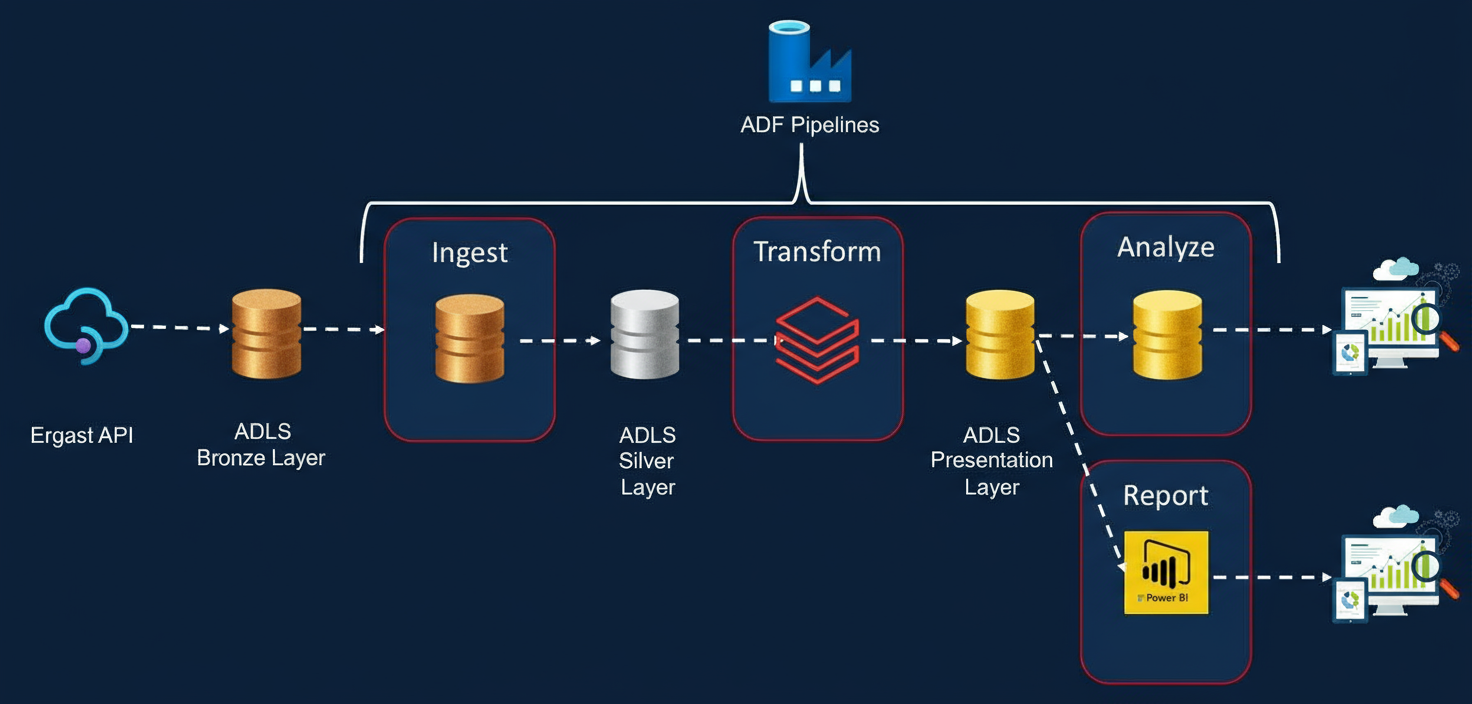 ADF Pipelines
Ingest
Transform
Analyze
Ergast API
ADLS
Bronze Layer
ADLS
Silver
Layer
ADLS
Presentation
Layer
Report
Power BI